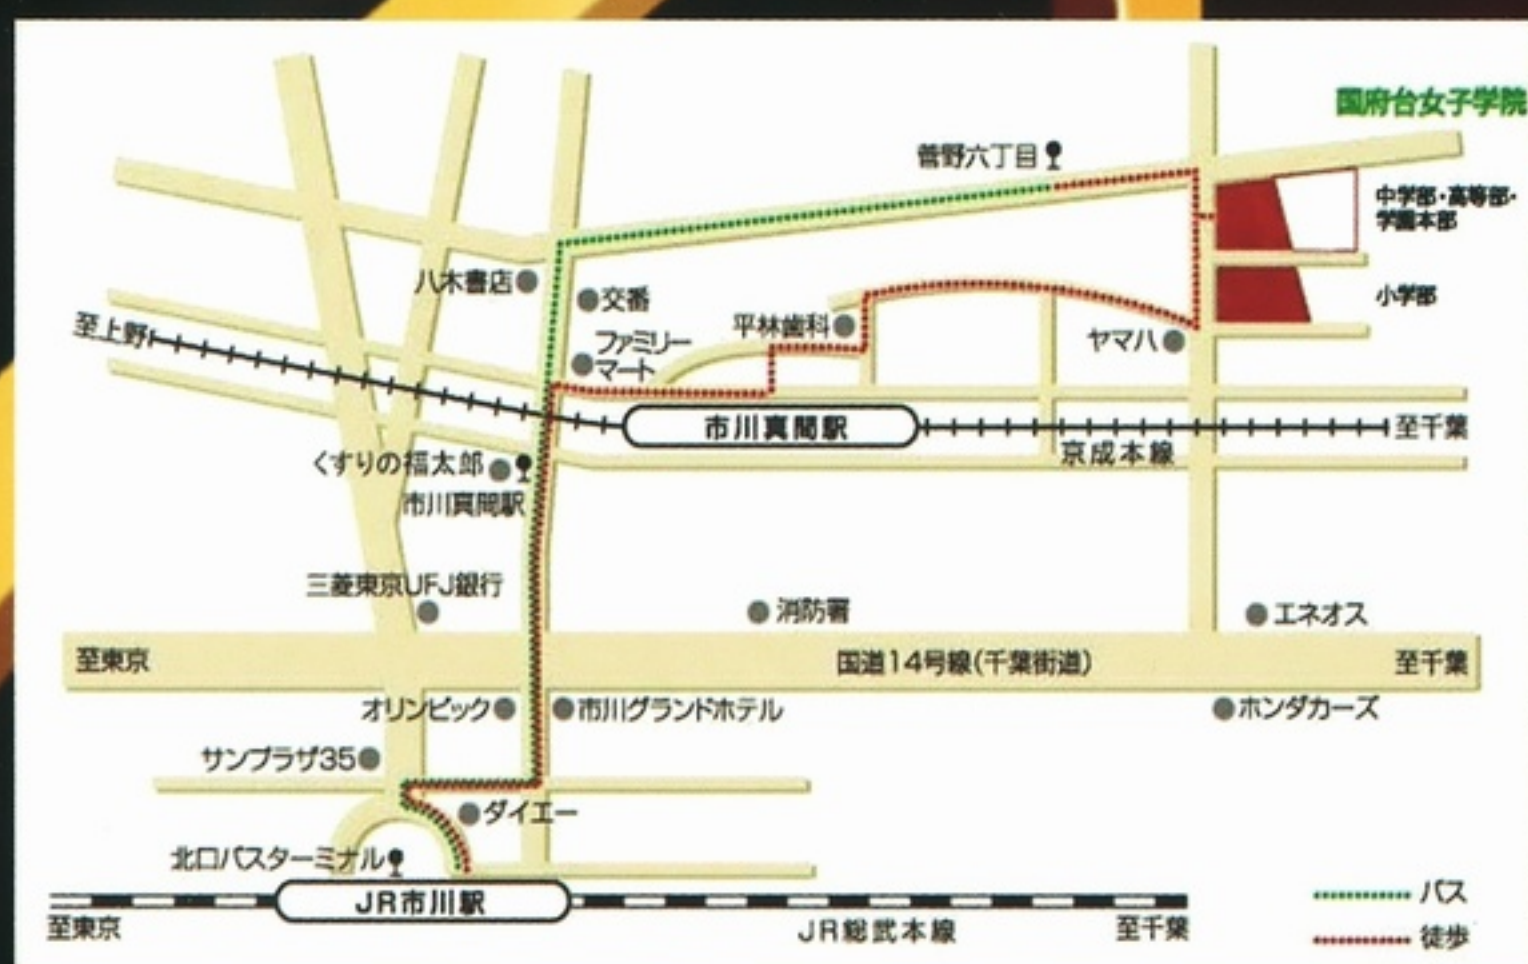 国府台女子学院
菅野六丁目
中学部・高等部・
学園本部
八木書店
交番
小学部
至上野
平林歯科
ファミリー
マート
ヤマハ
市川真間駅
至千葉
京成本線
くすりの福太郎
市川真間駅
三菱東京UFJ銀行
消防署
エネオス
至東京
国道14号線(千葉街道)
至千葉
オリンピック
市川グランドホテル
ホンダカーズ
サンプラザ35
ダイエー
北口バスターミナル
JR市川駅
バス
至東京
JR総武本線
至千葉
徒歩